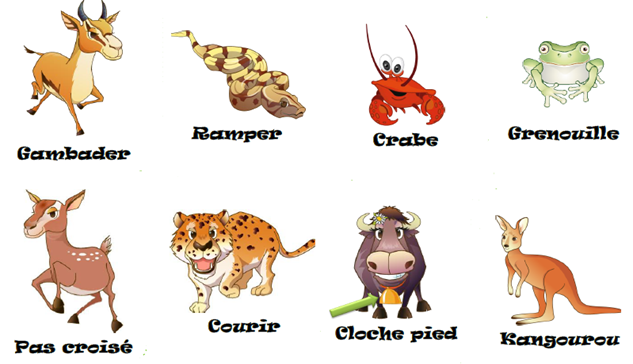 Gambader
Ramper
Crabe
Grenouille
Pas croisé
Courir
Cloche pied
Kangourou